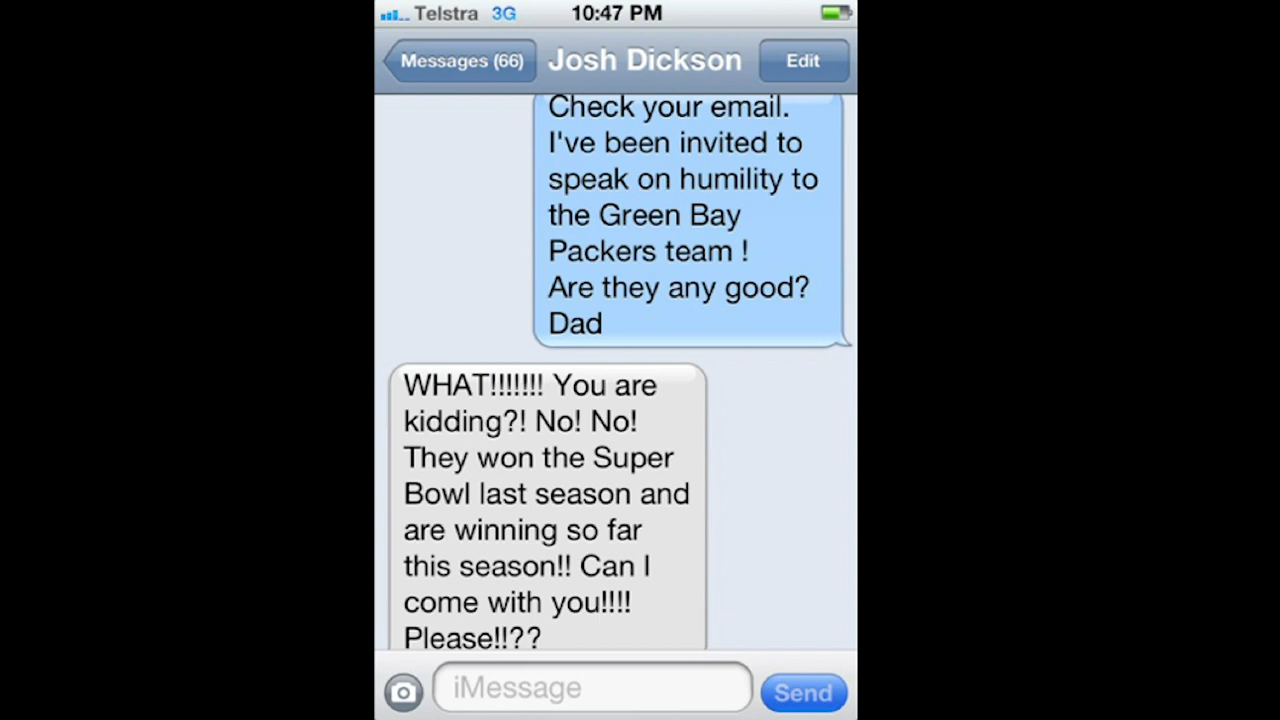 Telstra 3G 10:47 PM
Messages (66) Josh Dickson Edit
Check your email.
I've been invited to
speak on humility to
the Green Bay
Packers team !
Are they any good?
Dad
WHAT!!!!!!! You are
kidding?! No! No!
They won the Super
Bowl last season and
are winning so far
this season!! Can I
come with you!!!!
Please!!??
iMessage Send